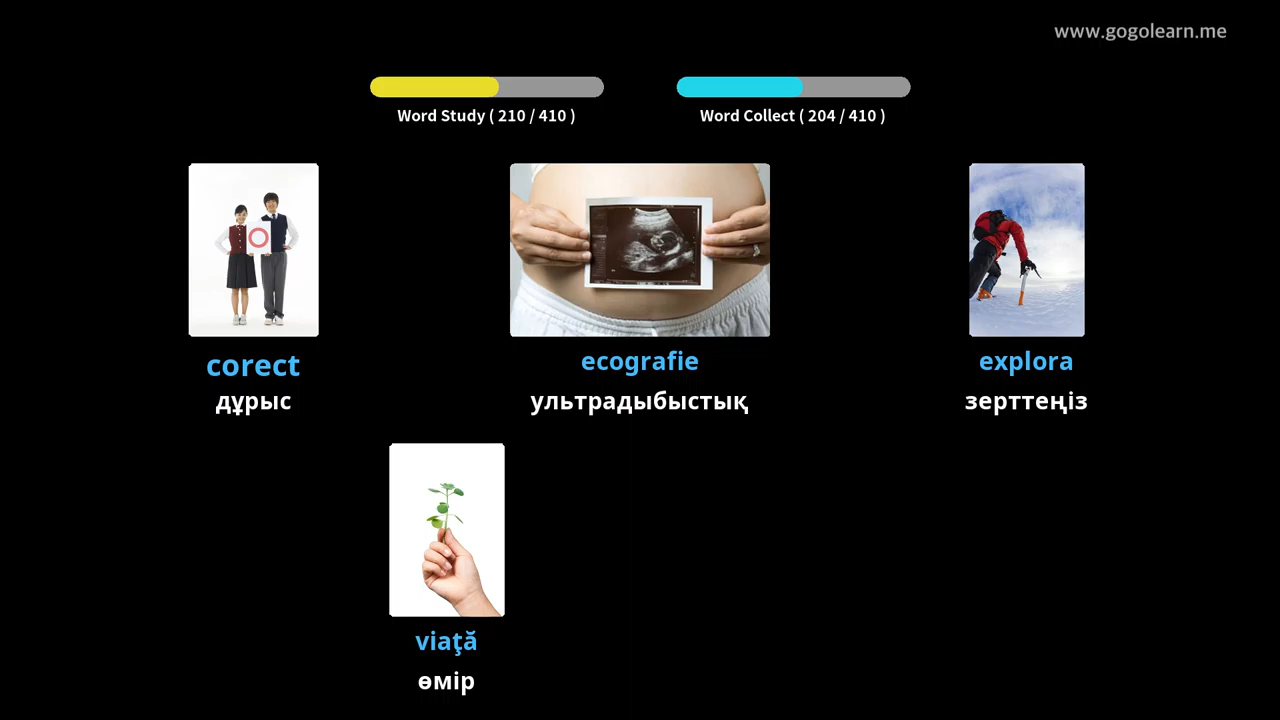 www.gogolearn.me
Word Study ( 210 / 410 )
Word Collect ( 204 / 410 )
corect
дұрыс
ecografie
ультрадыбыстық
explora
зерттеңіз
viaţă
өмір